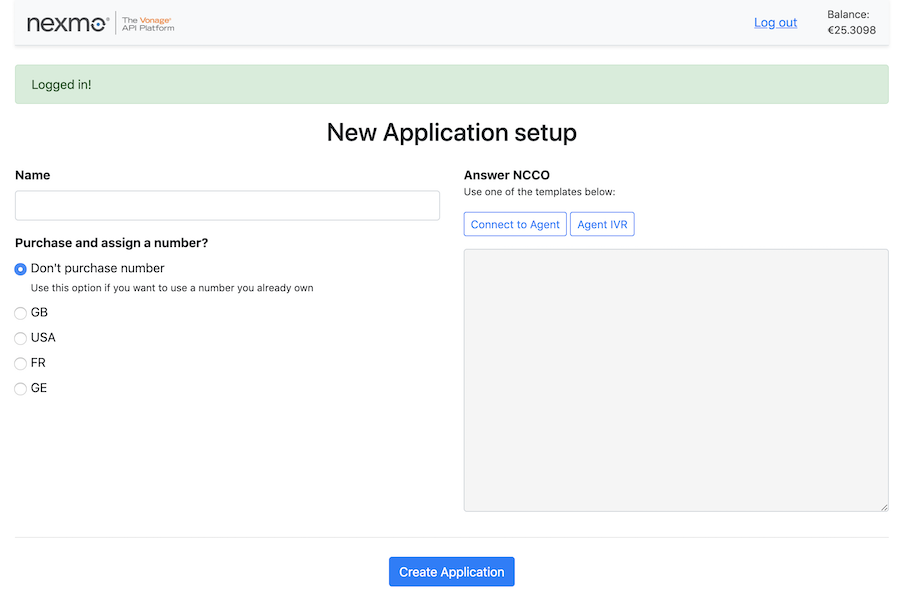 nexmo® The Vonage®
API Platform
Log out
Balance:
€25.3098
Logged in!
New Application setup
Name
Purchase and assign a number?
Don't purchase number
Use this option if you want to use a number you already own
GB
USA
FR
GE
Answer NCCO
Use one of the templates below:
Connect to Agent Agent IVR
Create Application